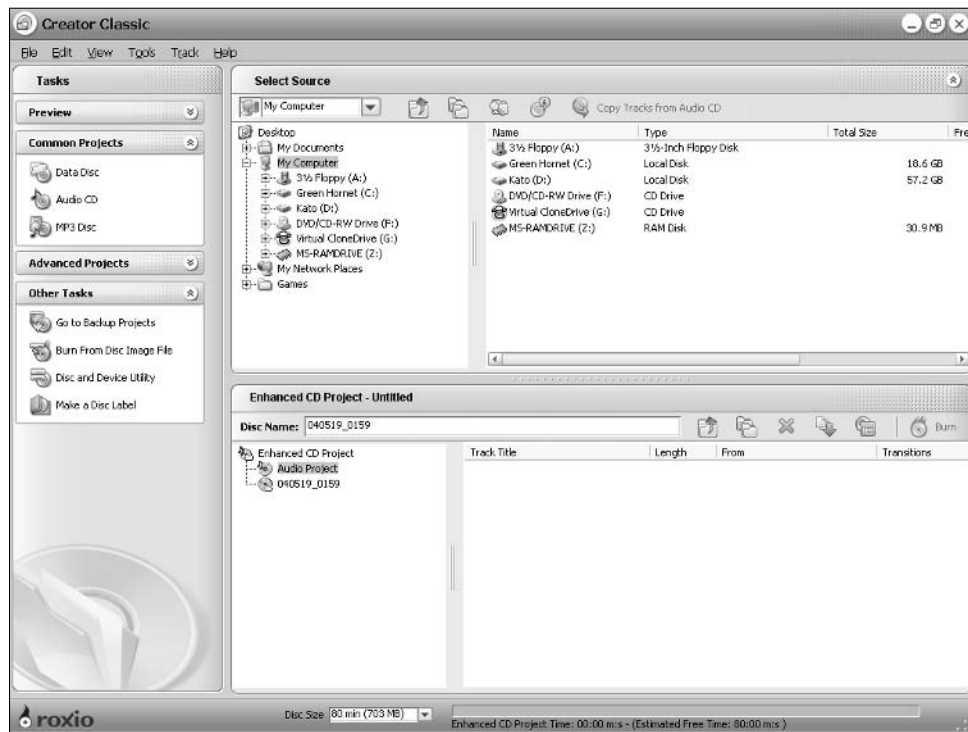 Creator Classic
File Edit View Tools Track Help
Tasks
Preview
Common Projects
Data Disc
Audio CD
MP3 Disc
Advanced Projects
Other Tasks
Go to Backup Projects
Burn From Disc Image File
Disc and Device Utility
Make a Disc Label
Select Source
My Computer Copy Tracks from Audio CD
Desktop
My Documents
My Computer
3½ Floppy (A:)
Green Hornet (C:)
Kato (D:)
DVD/CD-RW Drive (F:)
Virtual CloneDrive (G:)
MS-RAMDRIVE (Z:)
My Network Places
Games
Name Type Total Size Fre
3½ Floppy (A:) 3½-Inch Floppy Disk
Green Hornet (C:) Local Disk 18.6 GB
Kato (D:) Local Disk 57.2 GB
DVD/CD-RW Drive (F:) CD Drive
Virtual CloneDrive (G:) CD Drive
MS-RAMDRIVE (Z:) RAM Disk 30.9 MB
Enhanced CD Project - Untitled
Disc Name: 040519_0159 Burn
Enhanced CD Project
Audio Project
040519_0159
Track Title Length From Transitions
roxio
Disc Size 80 min (703 MB)
Enhanced CD Project Time: 00:00 m:s - (Estimated Free Time: 80:00 m:s )